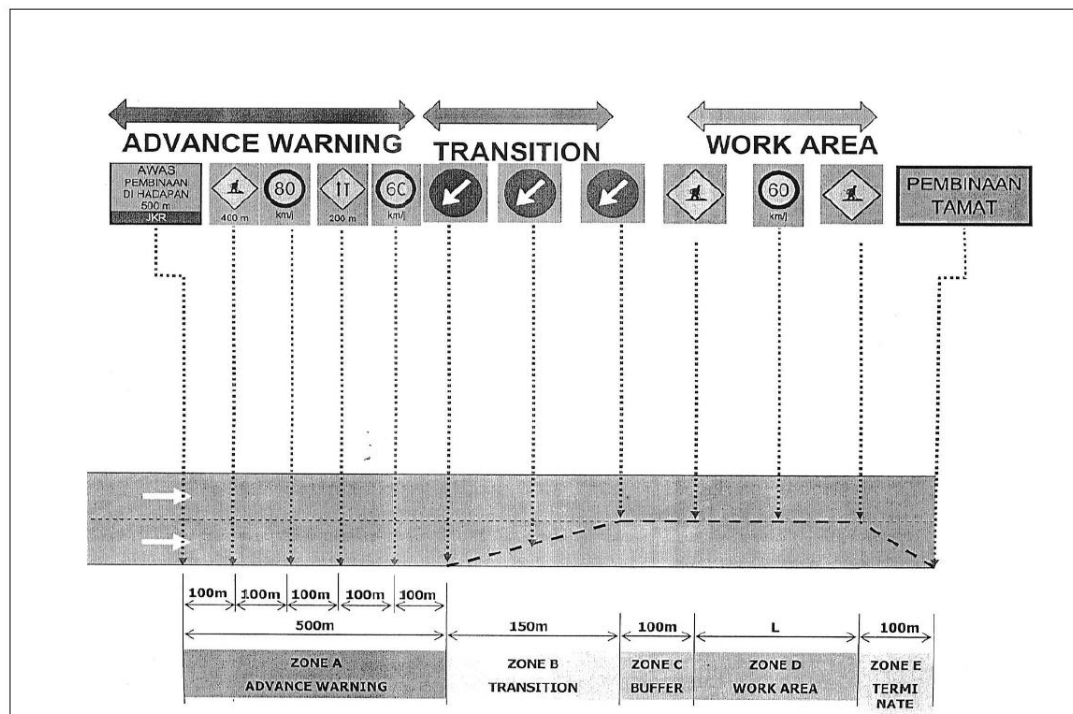 ADVANCE WARNING
TRANSITION
WORK AREA
AWAS
PEMBINAAN
DI HADAPAN
500 m
JKR
400 m
80
km/j
200 m
60
km/j
60
km/j
PEMBINAAN
TAMAT
100m
100m
100m
100m
100m
500m
150m
100m
L
100m
ZONE A
ADVANCE WARNING
ZONE B
TRANSITION
ZONE C
BUFFER
ZONE D
WORK AREA
ZONE E
TERMI
NATE